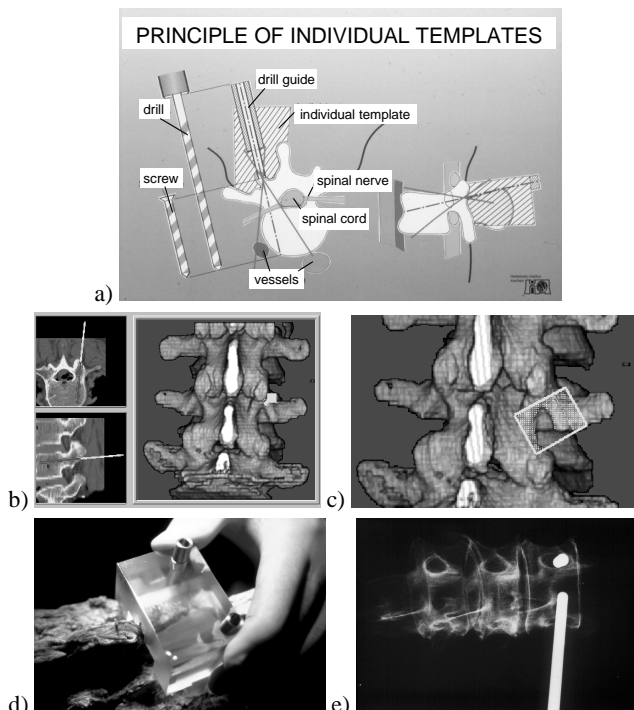 PRINCIPLE OF INDIVIDUAL TEMPLATES
drill guide
drill
individual template
screw
spinal nerve
spinal cord
vessels
a)
b)
c)
d)
e)